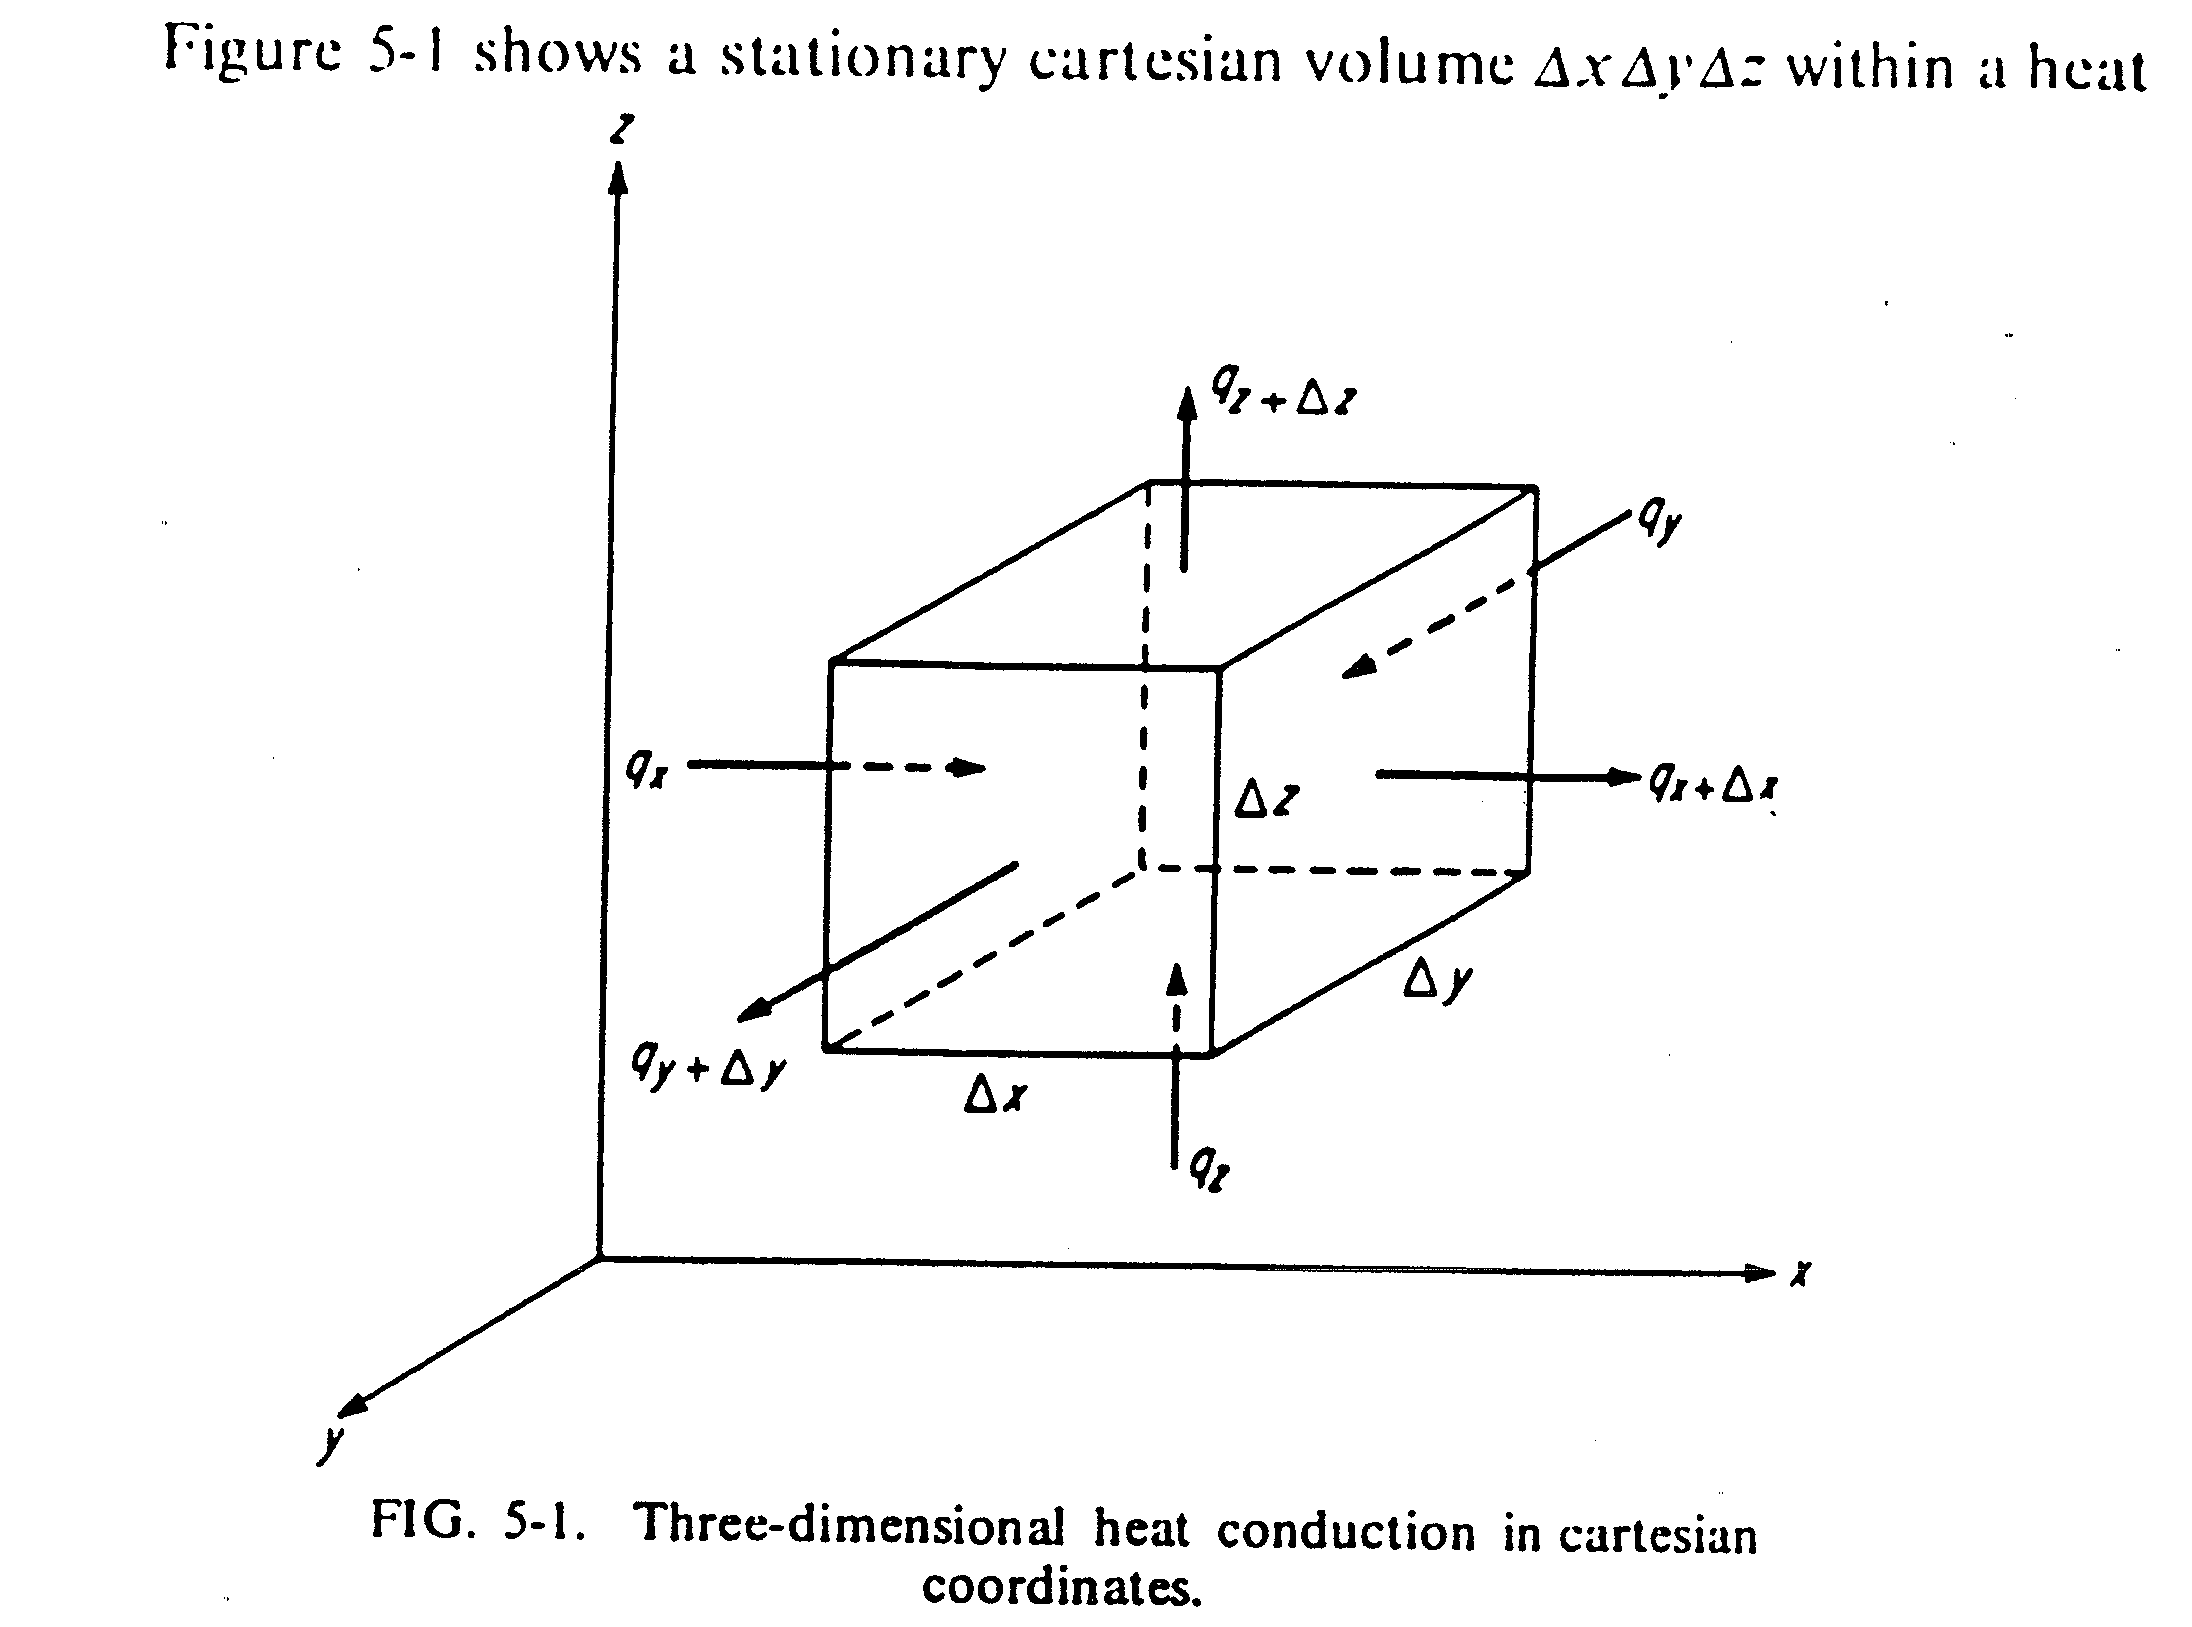 Figure 5-1 shows a stationary cartesian volume ΔxΔyΔz within a heat
z
q_z + Δz
q_y
q_x
Δz
q_x + Δx
Δy
q_y + Δy
Δx
q_z
x
y
FIG. 5-1. Three-dimensional heat conduction in cartesian
coordinates.